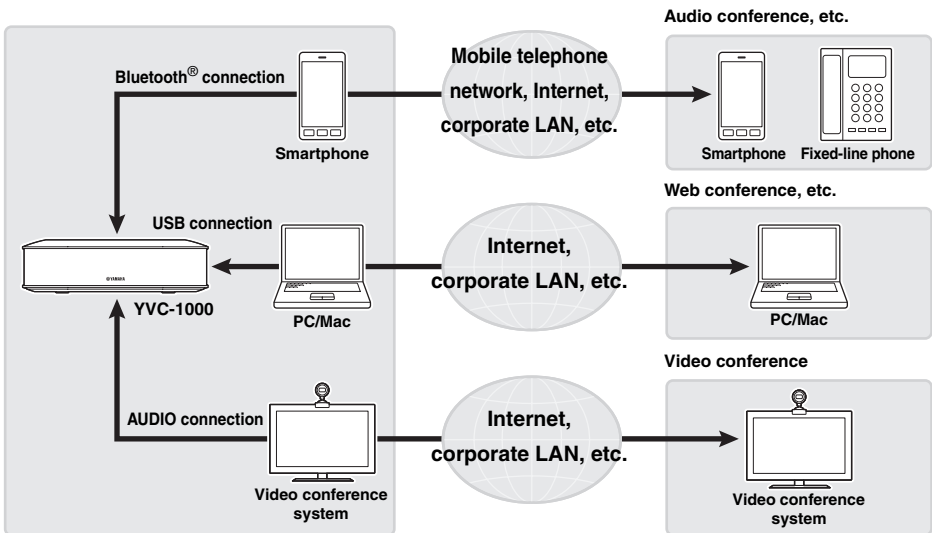 Audio conference, etc.
Bluetooth® connection
Mobile telephone
network, Internet,
corporate LAN, etc.
Smartphone
Smartphone
Fixed-line phone
Web conference, etc.
USB connection
Internet,
corporate LAN, etc.
YAMAHA
YVC-1000
PC/Mac
PC/Mac
Video conference
AUDIO connection
Internet,
corporate LAN, etc.
Video conference
system
Video conference
system